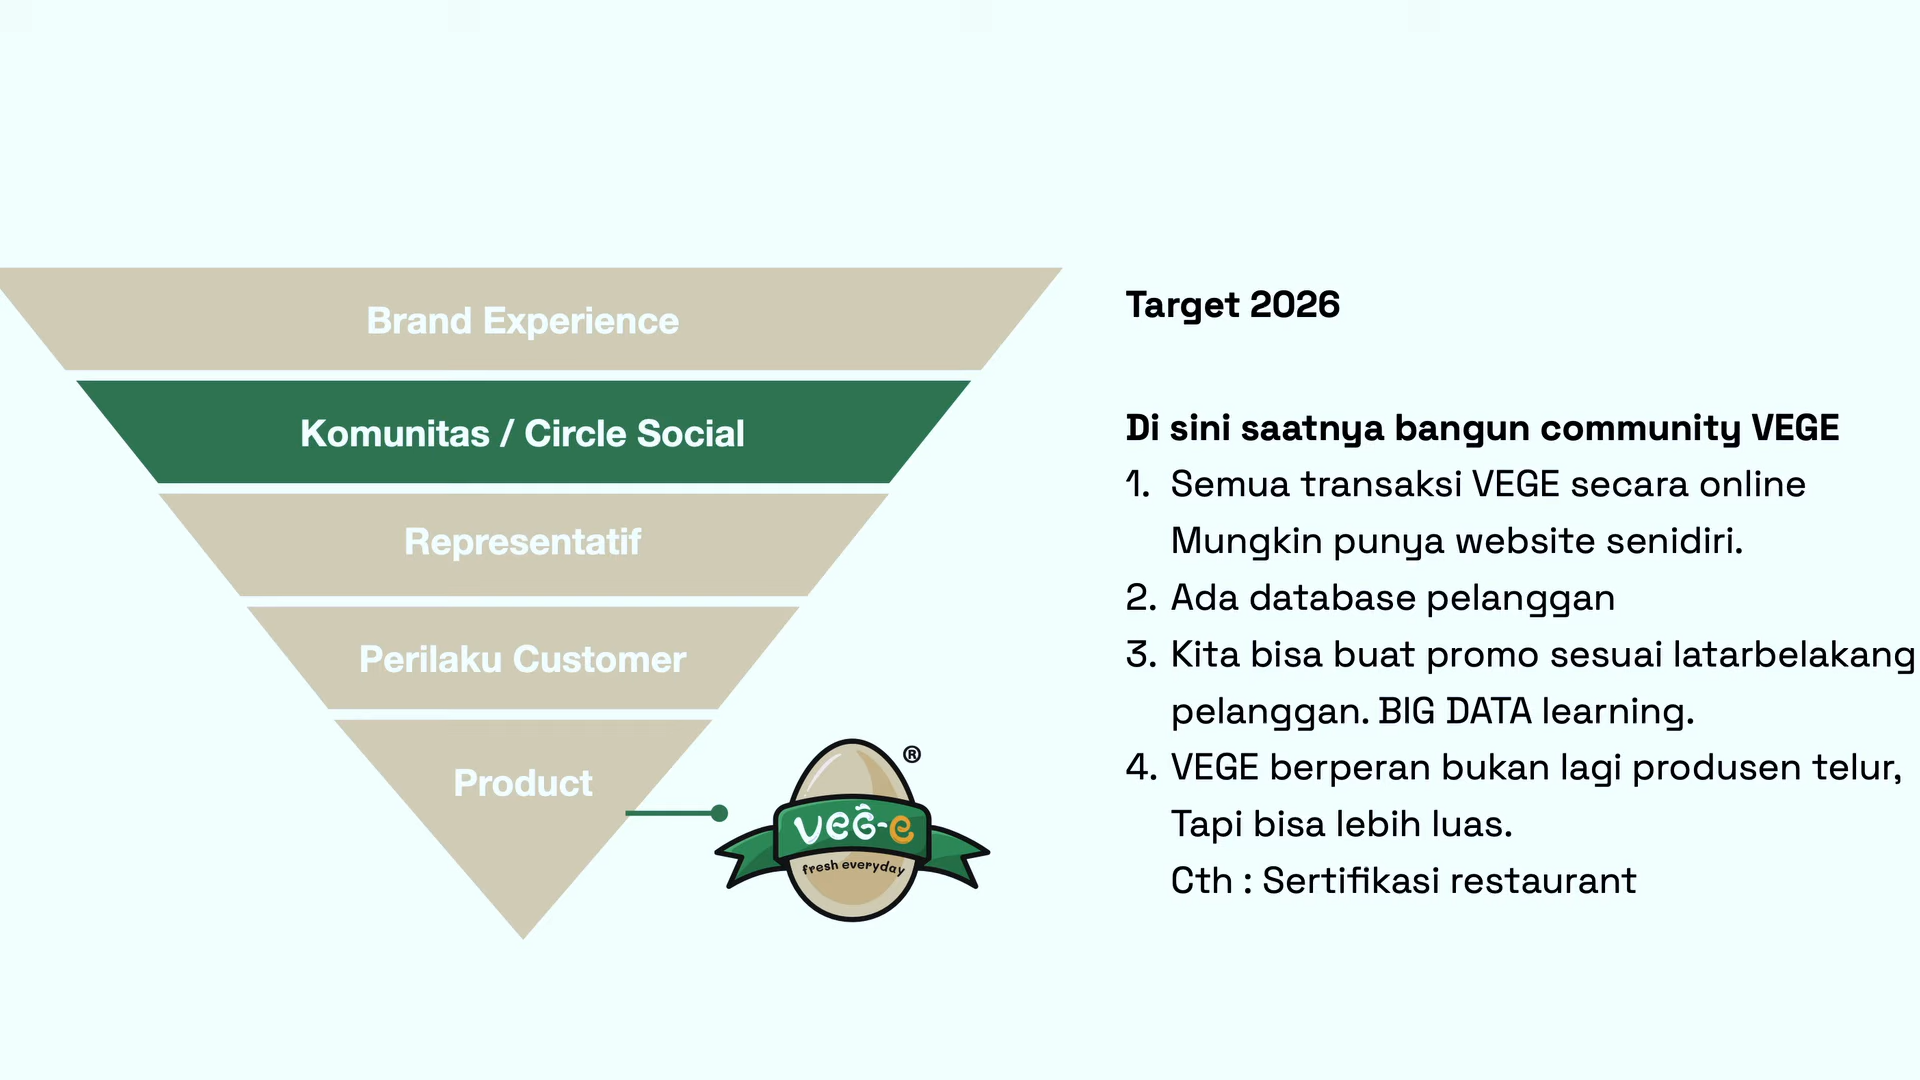 Brand Experience
Komunitas / Circle Social
Representatif
Perilaku Customer
Product
®
veg-e
fresh everyday
Target 2026
Di sini saatnya bangun community VEGE
1. Semua transaksi VEGE secara online
Mungkin punya website senidiri.
2. Ada database pelanggan
3. Kita bisa buat promo sesuai latarbelakang
pelanggan. BIG DATA learning.
4. VEGE berperan bukan lagi produsen telur,
Tapi bisa lebih luas.
Cth : Sertifikasi restaurant